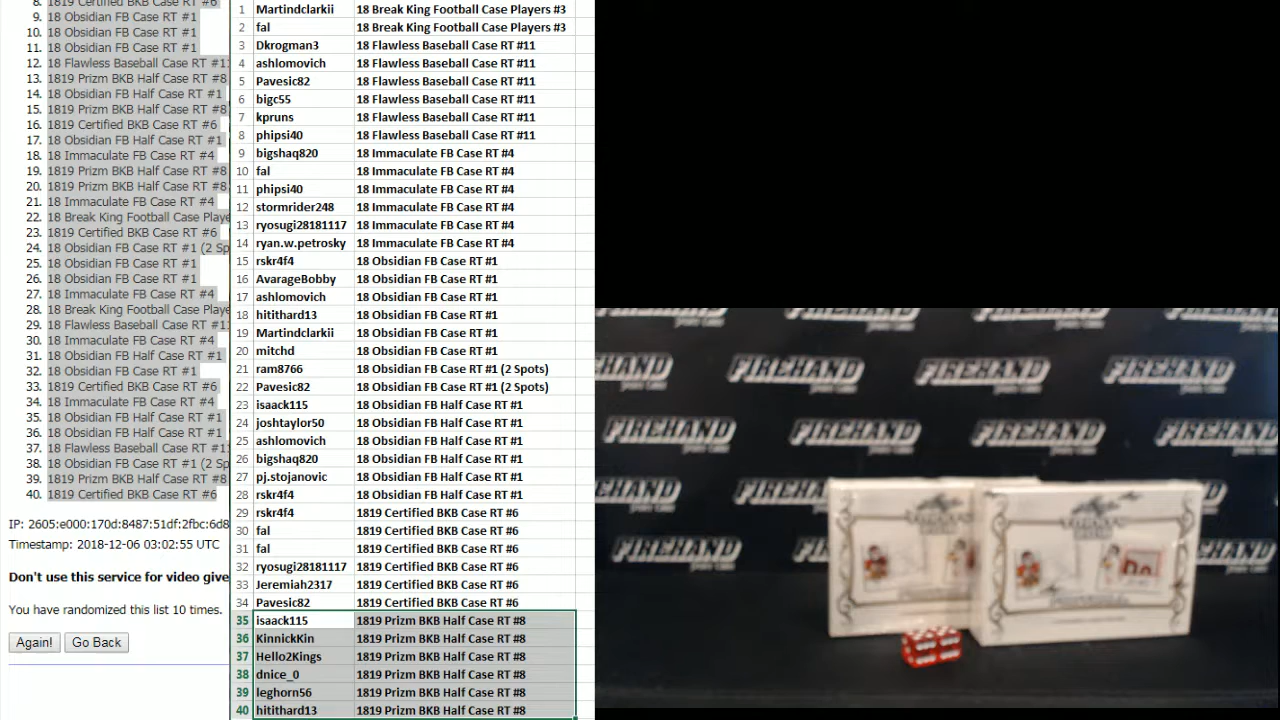 8. 1819 Certified BKB Case RT #6
9. 18 Obsidian FB Case RT #1
10. 18 Obsidian FB Case RT #1
11. 18 Obsidian FB Case RT #1
12. 18 Flawless Baseball Case RT #11
13. 1819 Prizm BKB Half Case RT #8
14. 18 Obsidian FB Half Case RT #1
15. 1819 Prizm BKB Half Case RT #8
16. 1819 Certified BKB Case RT #6
17. 18 Obsidian FB Half Case RT #1
18. 18 Immaculate FB Case RT #4
19. 1819 Prizm BKB Half Case RT #8
20. 1819 Prizm BKB Half Case RT #8
21. 18 Immaculate FB Case RT #4
22. 18 Break King Football Case Playe
23. 1819 Certified BKB Case RT #6
24. 18 Obsidian FB Case RT #1 (2 Sp
25. 18 Obsidian FB Case RT #1
26. 18 Obsidian FB Case RT #1
27. 18 Immaculate FB Case RT #4
28. 18 Break King Football Case Playe
29. 18 Flawless Baseball Case RT #11
30. 18 Immaculate FB Case RT #4
31. 18 Obsidian FB Half Case RT #1
32. 18 Obsidian FB Case RT #1
33. 1819 Certified BKB Case RT #6
34. 18 Immaculate FB Case RT #4
35. 18 Obsidian FB Half Case RT #1
36. 18 Obsidian FB Half Case RT #1
37. 18 Flawless Baseball Case RT #11
38. 18 Obsidian FB Case RT #1 (2 Sp
39. 1819 Prizm BKB Half Case RT #8
40. 1819 Certified BKB Case RT #6
IP: 2605:e000:170d:8487:51df:2fbc:6d8
Timestamp: 2018-12-06 03:02:55 UTC
Don't use this service for video give
You have randomized this list 10 times.
Again! Go Back
1 Martindclarkii 18 Break King Football Case Players #3
2 fal 18 Break King Football Case Players #3
3 Dkrogman3 18 Flawless Baseball Case RT #11
4 ashlomovich 18 Flawless Baseball Case RT #11
5 Pavesic82 18 Flawless Baseball Case RT #11
6 bigc55 18 Flawless Baseball Case RT #11
7 kpruns 18 Flawless Baseball Case RT #11
8 phipsi40 18 Flawless Baseball Case RT #11
9 bigshaq820 18 Immaculate FB Case RT #4
10 fal 18 Immaculate FB Case RT #4
11 phipsi40 18 Immaculate FB Case RT #4
12 stormrider248 18 Immaculate FB Case RT #4
13 ryosugi28181117 18 Immaculate FB Case RT #4
14 ryan.w.petrosky 18 Immaculate FB Case RT #4
15 rskr4f4 18 Obsidian FB Case RT #1
16 AvarageBobby 18 Obsidian FB Case RT #1
17 ashlomovich 18 Obsidian FB Case RT #1
18 hitithard13 18 Obsidian FB Case RT #1
19 Martindclarkii 18 Obsidian FB Case RT #1
20 mitchd 18 Obsidian FB Case RT #1
21 ram8766 18 Obsidian FB Case RT #1 (2 Spots)
22 Pavesic82 18 Obsidian FB Case RT #1 (2 Spots)
23 isaack115 18 Obsidian FB Half Case RT #1
24 joshtaylor50 18 Obsidian FB Half Case RT #1
25 ashlomovich 18 Obsidian FB Half Case RT #1
26 bigshaq820 18 Obsidian FB Half Case RT #1
27 pj.stojanovic 18 Obsidian FB Half Case RT #1
28 rskr4f4 18 Obsidian FB Half Case RT #1
29 rskr4f4 1819 Certified BKB Case RT #6
30 fal 1819 Certified BKB Case RT #6
31 fal 1819 Certified BKB Case RT #6
32 ryosugi28181117 1819 Certified BKB Case RT #6
33 Jeremiah2317 1819 Certified BKB Case RT #6
34 Pavesic82 1819 Certified BKB Case RT #6
35 isaack115 1819 Prizm BKB Half Case RT #8
36 KinnickKin 1819 Prizm BKB Half Case RT #8
37 Hello2Kings 1819 Prizm BKB Half Case RT #8
38 dnice_0 1819 Prizm BKB Half Case RT #8
39 leghorn56 1819 Prizm BKB Half Case RT #8
40 hitithard13 1819 Prizm BKB Half Case RT #8
FIREHAND FIREHAND FIREHAND
FIREHAND FIREHAND FIREHAND
FIREHAND
FIREHAND